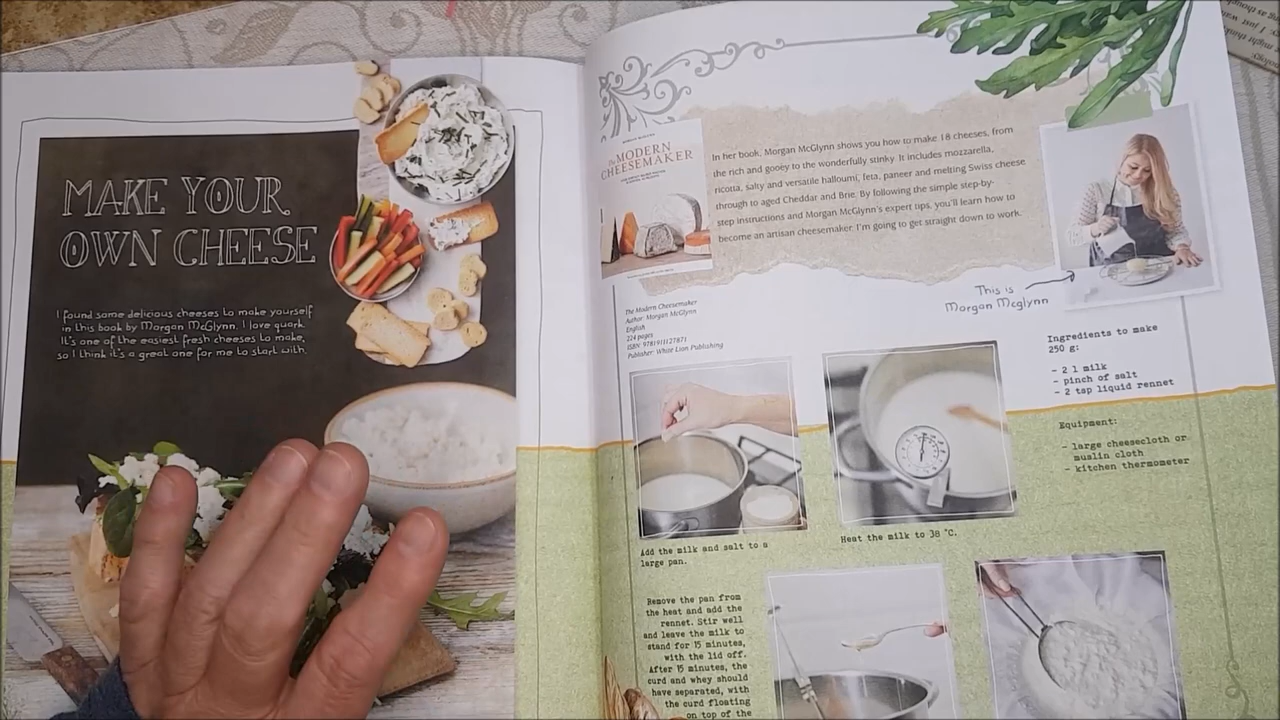 MAKE YOUR
OWN CHEESE
I found some delicious cheeses to make yourself
in this book by Morgan McGlynn. I love quark.
It's one of the easiest fresh cheeses to make,
so I think it's a great one for me to start with.
The MODERN
CHEESEMAKER
In her book, Morgan McGlynn shows you how to make 18 cheeses, from
the rich and gooey to the wonderfully stinky. It includes mozzarella,
ricotta, salty and versatile halloumi, feta, paneer and melting Swiss cheese
through to aged Cheddar and Brie. By following the simple step-by-
step instructions and Morgan McGlynn's expert tips, you'll learn how to
become an artisan cheesemaker. I'm going to get straight down to work.
This is
Morgan Mcglynn
The Modern Cheesemaker
Author: Morgan McGlynn
English
224 pages
ISBN: 9781911127871
Publisher: White Lion Publishing
Ingredients to make
250 g:
- 2 l milk
- pinch of salt
- 2 tsp liquid rennet
Equipment:
- large cheesecloth or
muslin cloth
- kitchen thermometer
Add the milk and salt to a
large pan.
Heat the milk to 38 °C.
Remove the pan from
the heat and add the
rennet. Stir well
and leave the milk to
stand for 15 minutes,
with the lid off.
After 15 minutes, the
curd and whey should
have separated, with
the curd floating
on top of the